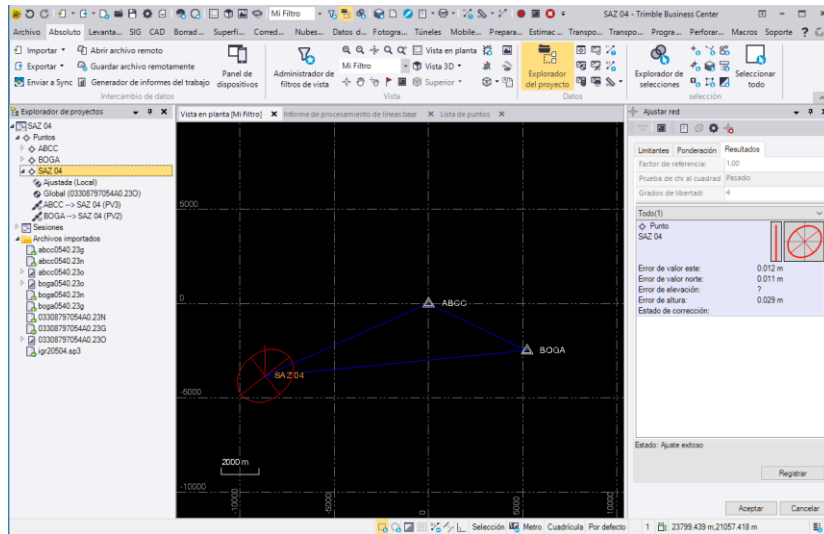 Mi Filtro
SAZ 04 - Trimble Business Center
Archivo Absoluto Levanta... SIG CAD Borrad... Superfi... Corred... Nubes... Datos d... Fotogra... Túneles Mobile... Prepara... Estimac... Transpo... Transpo... Progra... Perforar... Macros Soporte
Importar Abrir archivo remoto
Exportar Guardar archivo remotamente
Enviar a Sync Generador de informes del trabajo
Panel de dispositivos
Intercambio de datos
Administrador de filtros de vista
Vista en planta
Mi Filtro Vista 3D
Superior
Vista
Explorador del proyecto
Datos
Explorador de selecciones
Seleccionar todo
selección
Explorador de proyectos
SAZ 04
Puntos
ABCC
BOGA
SAZ 04
Ajustada (Local)
Global (03308797054A0.23O)
ABCC --> SAZ 04 (PV3)
BOGA --> SAZ 04 (PV2)
Sesiones
Archivos importados
abcc0540.23g
abcc0540.23n
abcc0540.23o
boga0540.23o
boga0540.23n
boga0540.23g
03308797054A0.23N
03308797054A0.23G
03308797054A0.23O
igr20504.sp3
Vista en planta [Mi Filtro] Informe de procesamiento de líneas base Lista de puntos
5000
0
ABCC
BOGA
SAZ 04
-5000
2000 m
-10000
-10000 -5000 0 5000 10000
Ajustar red
Limitantes Ponderación Resultados
Factor de referencia: 1.00
Prueba de chi al cuadrad Pasado
Grados de libertad: 4
Todo(1)
Punto
SAZ 04
Error de valor este: 0.012 m
Error de valor norte: 0.011 m
Error de elevación: ?
Error de altura: 0.029 m
Estado de corrección:
Estado: Ajuste exitoso
Registrar
Aceptar Cancelar
Selección Metro Cuadrícula Por defecto 1 23799.439 m,21057.418 m